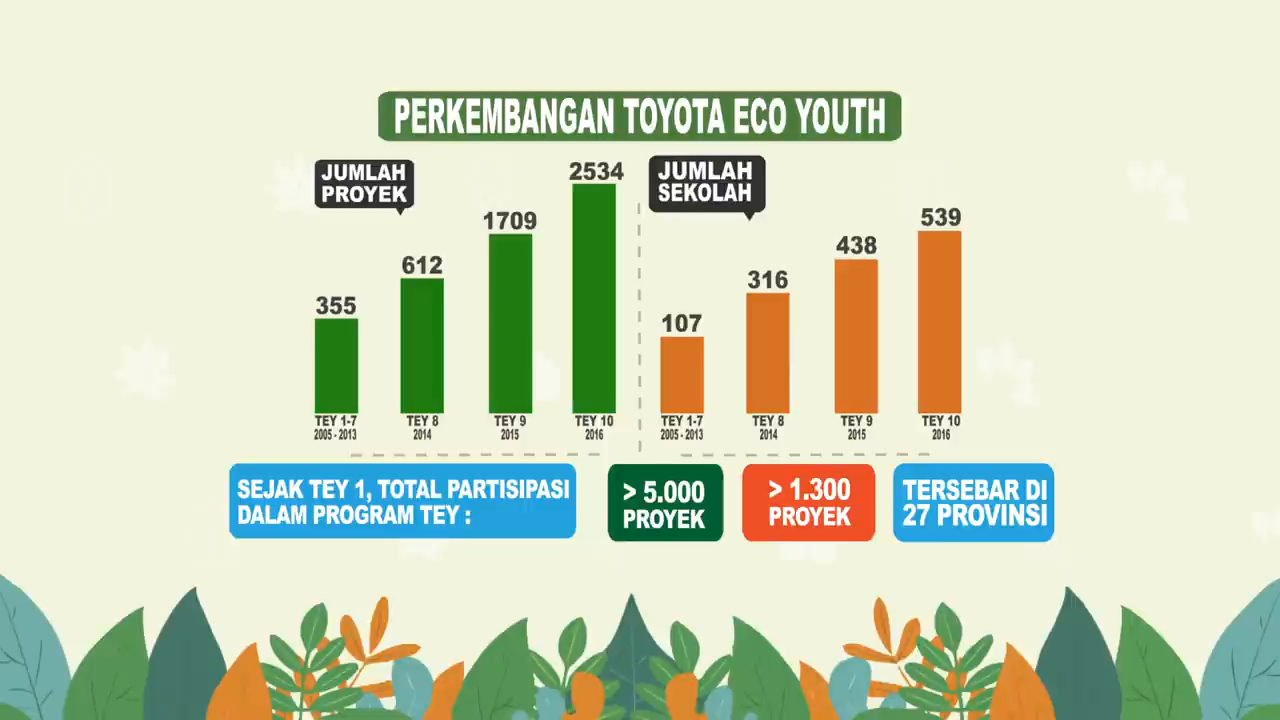 PERKEMBANGAN TOYOTA ECO YOUTH
JUMLAH
PROYEK
355
612
1709
2534
TEY 1-7
2005 - 2013
TEY 8
2014
TEY 9
2015
TEY 10
2016
JUMLAH
SEKOLAH
107
316
438
539
TEY 1-7
2005 - 2013
TEY 8
2014
TEY 9
2015
TEY 10
2016
SEJAK TEY 1, TOTAL PARTISIPASI
DALAM PROGRAM TEY :
> 5.000
PROYEK
> 1.300
PROYEK
TERSEBAR DI
27 PROVINSI